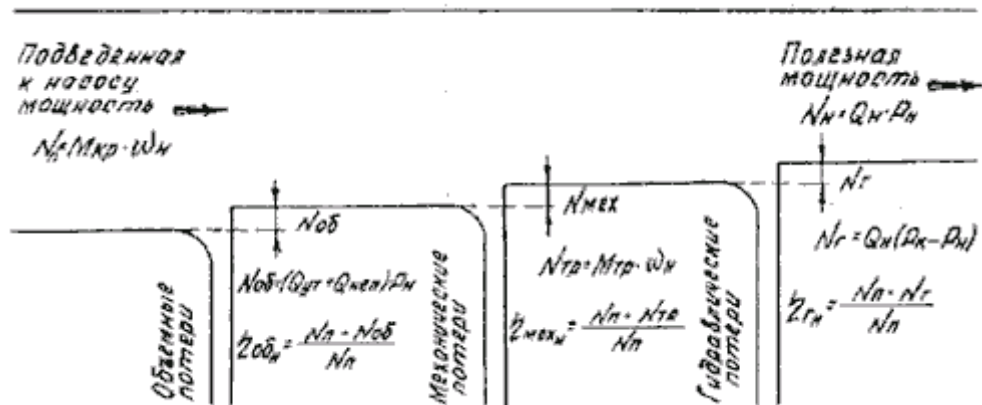 Подведенная
к насосу
мощность
Nп=Mкр·ωн
Полезная
мощность
Nн=Qн·Pн
Nоб
Nоб=(Qут+Qнеп)Pн
ηобн=(Nп-Nоб)/Nп
Объемные
потери
Nмех
Nтр=Mтр·ωн
ηмехн=(Nп-Nтр)/Nп
Механические
потери
Nг
Nг=Qн(Pк-Pн)
ηгн=(Nп-Nг)/Nп
Гидравлические
потери